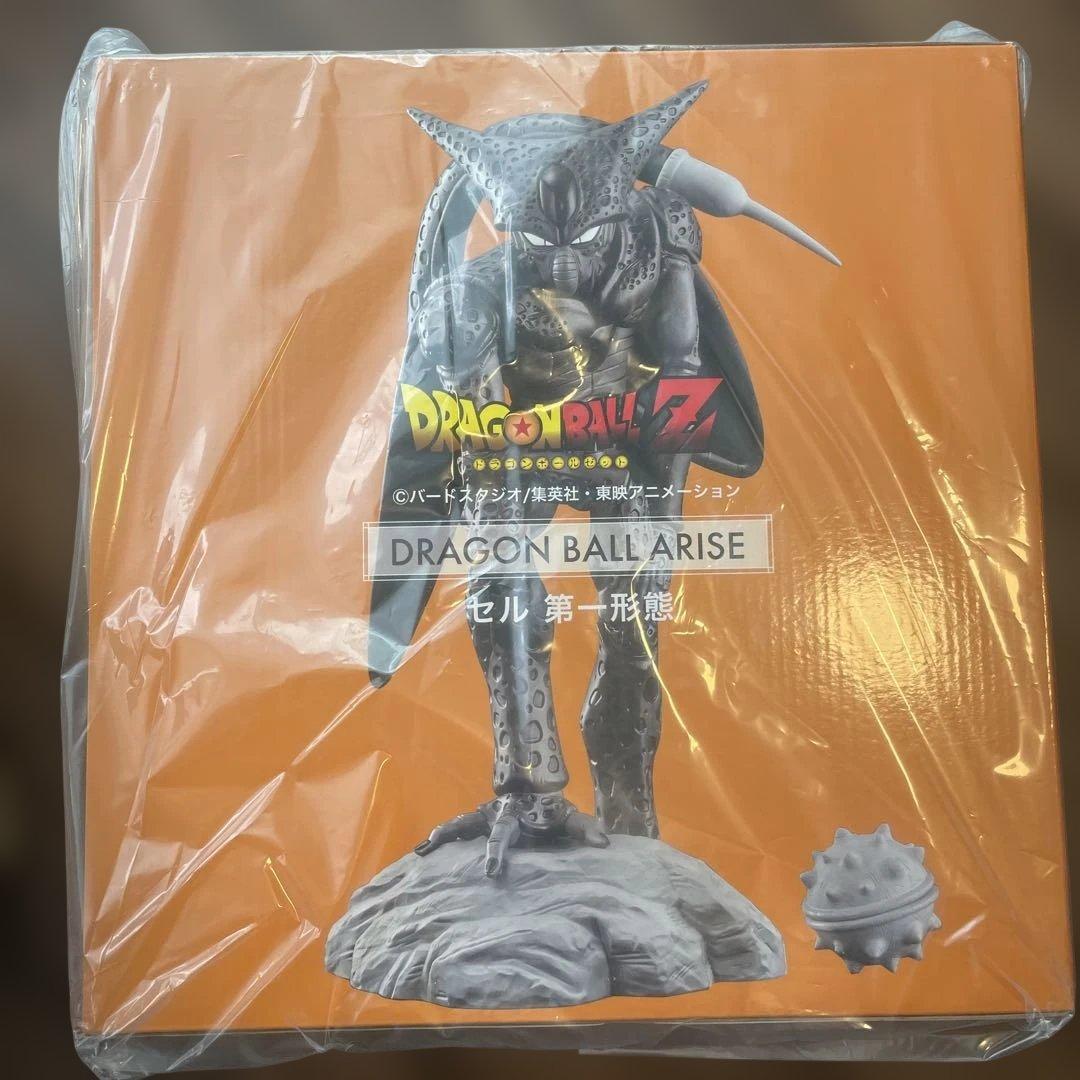 DRAGON BALL Z
ドラゴンボールゼット
©バードスタジオ/集英社・東映アニメーション
DRAGON BALL ARISE
セル 第一形態